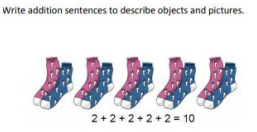 Write addition sentences to describe objects and pictures.
2 + 2 + 2 + 2 + 2 = 10